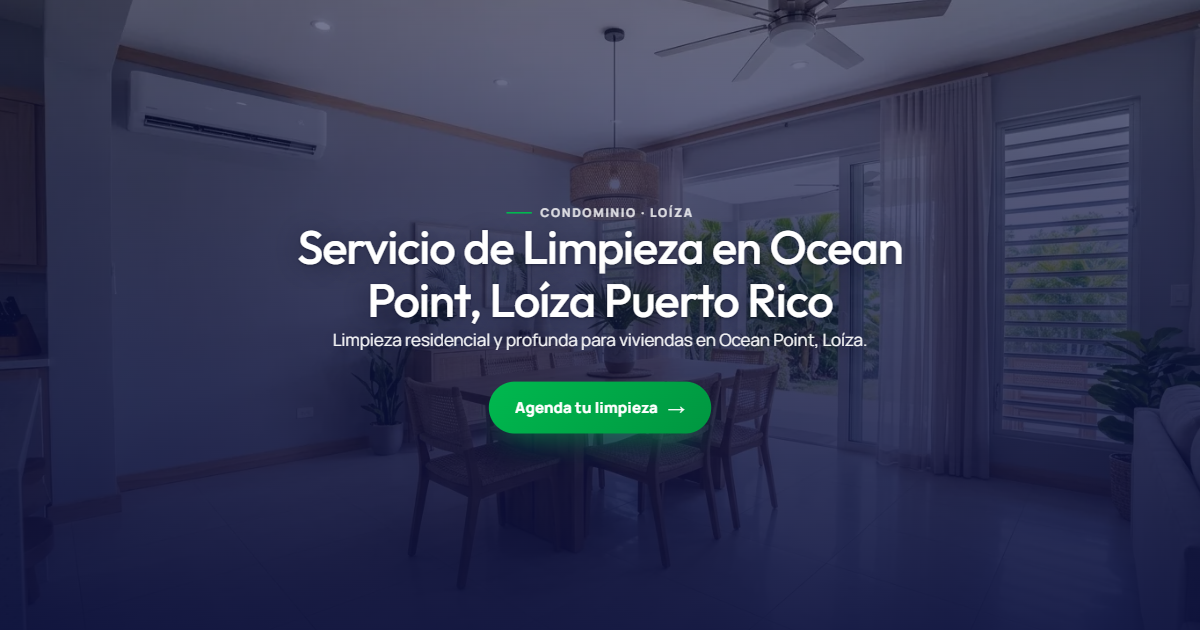 CONDOMINIO · LOÍZA
Servicio de Limpieza en Ocean
Point, Loíza Puerto Rico
Limpieza residencial y profunda para viviendas en Ocean Point, Loíza.
Agenda tu limpieza →